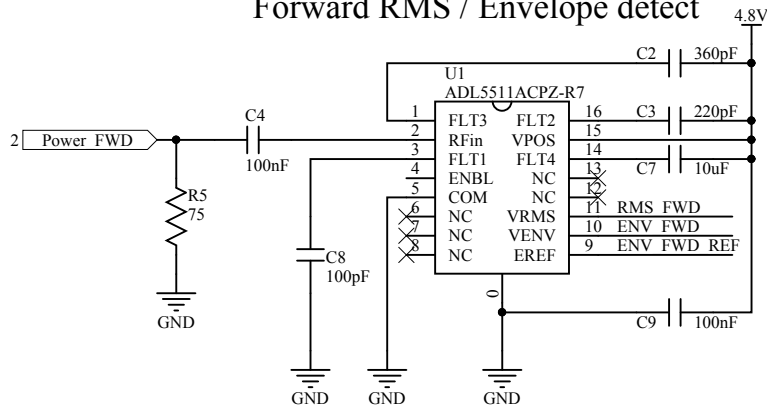 Forward RMS / Envelope detect
4.8V
C2 360pF
U1
ADL5511ACPZ-R7
C4
100nF
2 Power_FWD
R5
75
GND
1 FLT3 FLT2 16 C3 220pF
2 RFin VPOS 15
3 FLT1 FLT4 14 C7 10uF
4 ENBL NC 13
5 COM NC 12
6 NC VRMS 11 RMS_FWD
7 NC VENV 10 ENV_FWD
8 NC EREF 9 ENV_FWD_REF
C8
100pF
0
C9 100nF
GND GND GND